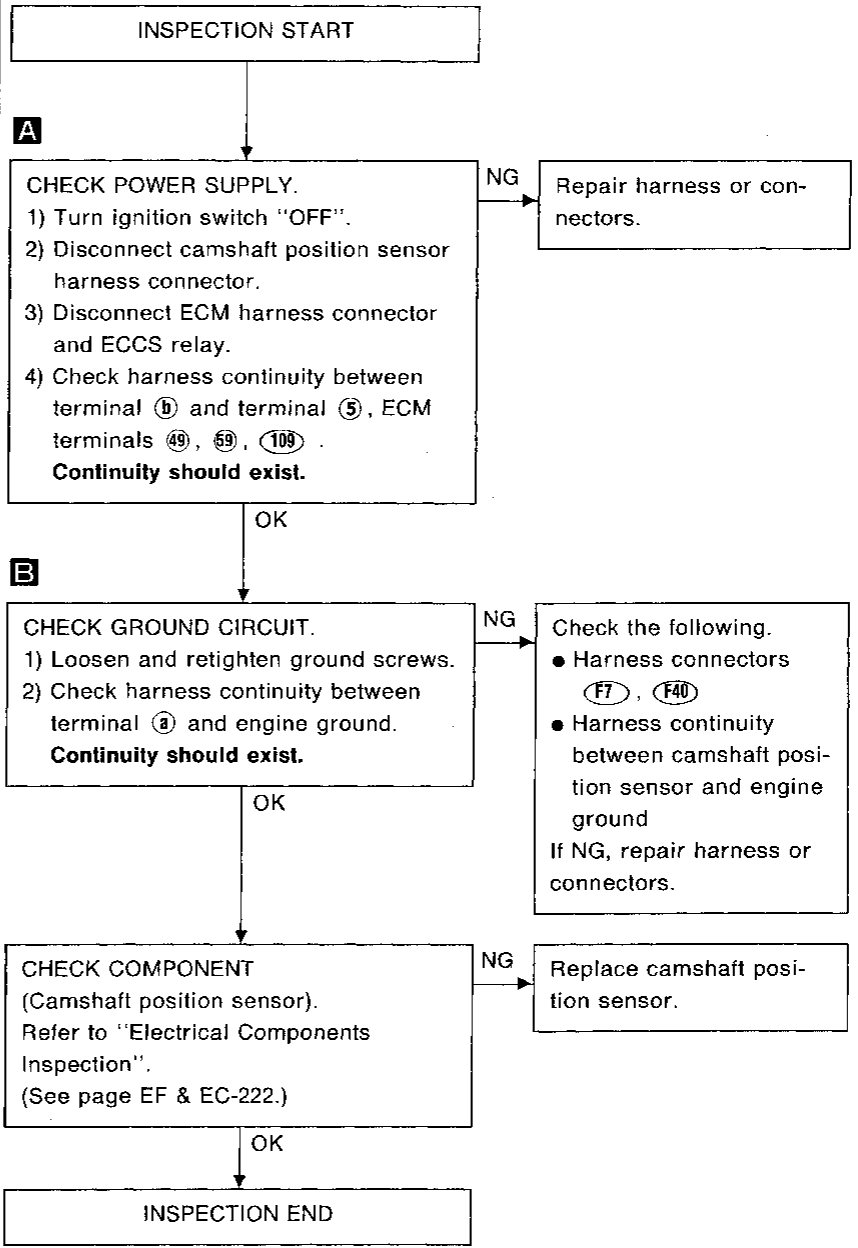 INSPECTION START
A
CHECK POWER SUPPLY.
1) Turn ignition switch "OFF".
2) Disconnect camshaft position sensor
harness connector.
3) Disconnect ECM harness connector
and ECCS relay.
4) Check harness continuity between
terminal ⓑ and terminal ⑤, ECM
terminals ㊾, 59, 109 .
Continuity should exist.
NG
Repair harness or con-
nectors.
OK
B
CHECK GROUND CIRCUIT.
1) Loosen and retighten ground screws.
2) Check harness continuity between
terminal ⓐ and engine ground.
Continuity should exist.
NG
Check the following.
● Harness connectors
F7 , F40
● Harness continuity
between camshaft posi-
tion sensor and engine
ground
If NG, repair harness or
connectors.
OK
CHECK COMPONENT
(Camshaft position sensor).
Refer to "Electrical Components
Inspection".
(See page EF & EC-222.)
NG
Replace camshaft posi-
tion sensor.
OK
INSPECTION END